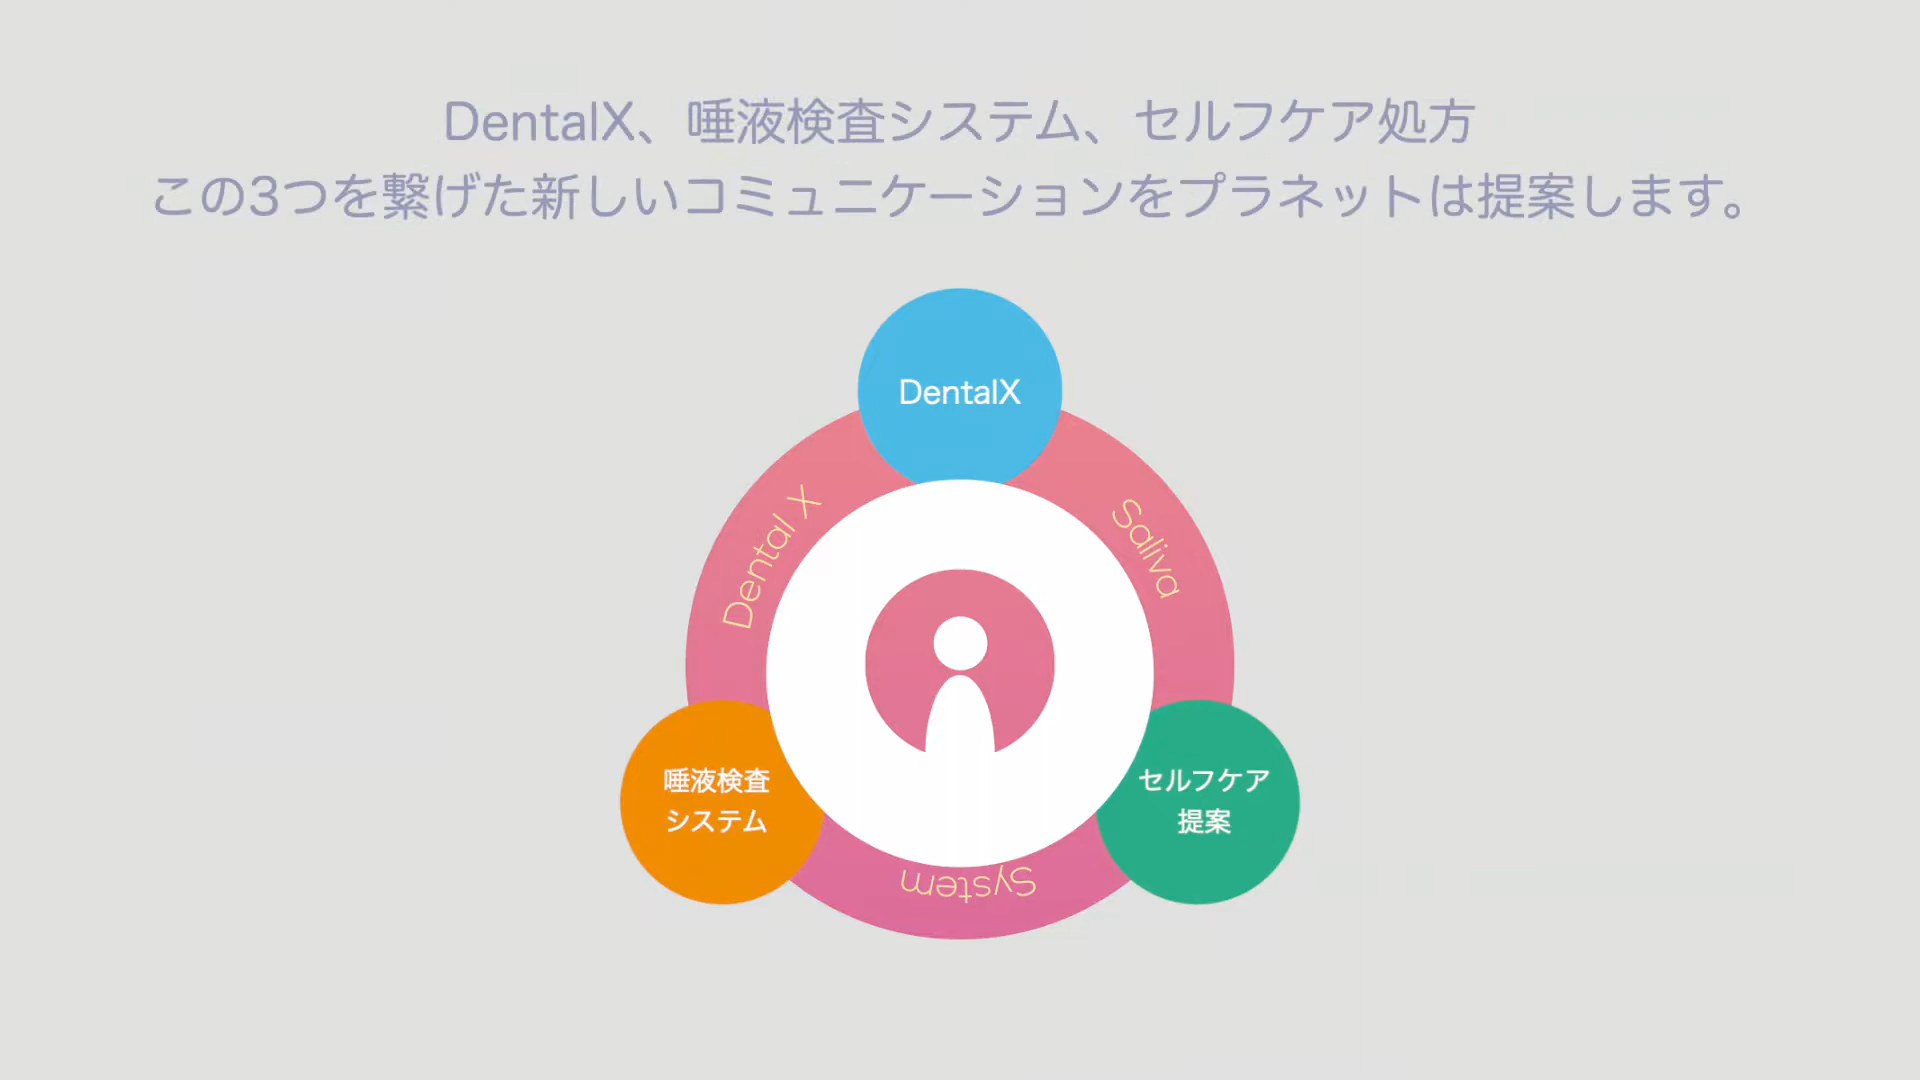 DentalX、唾液検査システム、セルフケア処方
この3つを繋げた新しいコミュニケーションをプラネットは提案します。
DentalX
Dental X
Saliva
唾液検査
システム
セルフケア
提案
System